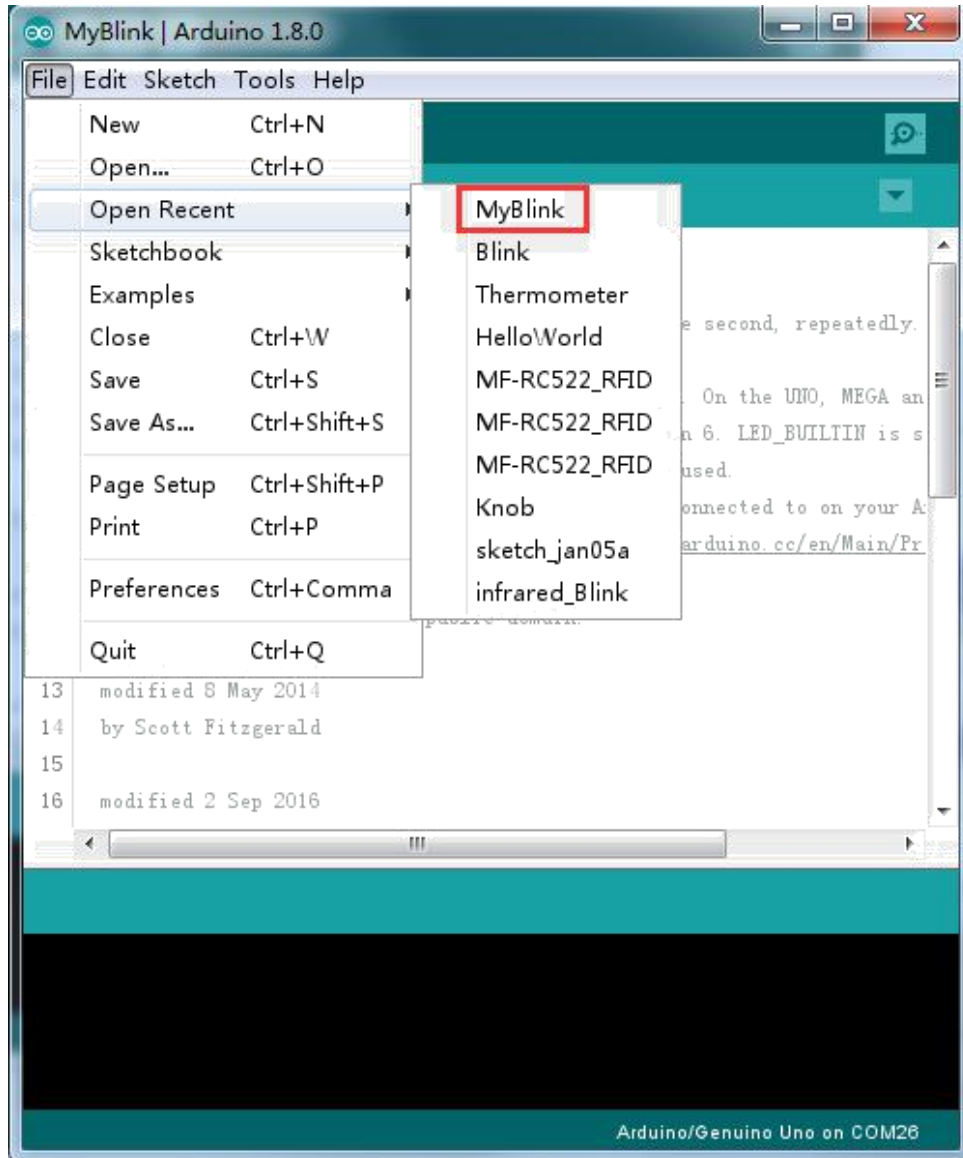 MyBlink | Arduino 1.8.0
File Edit Sketch Tools Help
New Ctrl+N
Open... Ctrl+O
Open Recent
Sketchbook
Examples
Close Ctrl+W
Save Ctrl+S
Save As... Ctrl+Shift+S
Page Setup Ctrl+Shift+P
Print Ctrl+P
Preferences Ctrl+Comma
Quit Ctrl+Q
MyBlink
Blink
Thermometer
HelloWorld
MF-RC522_RFID
MF-RC522_RFID
MF-RC522_RFID
Knob
sketch_jan05a
infrared_Blink
e second, repeatedly.
. On the UNO, MEGA an
n 6. LED_BUILTIN is s
used.
onnected to on your A
arduino.cc/en/Main/Pr
domain.
13 modified 8 May 2014
14 by Scott Fitzgerald
15
16 modified 2 Sep 2016
Arduino/Genuino Uno on COM26